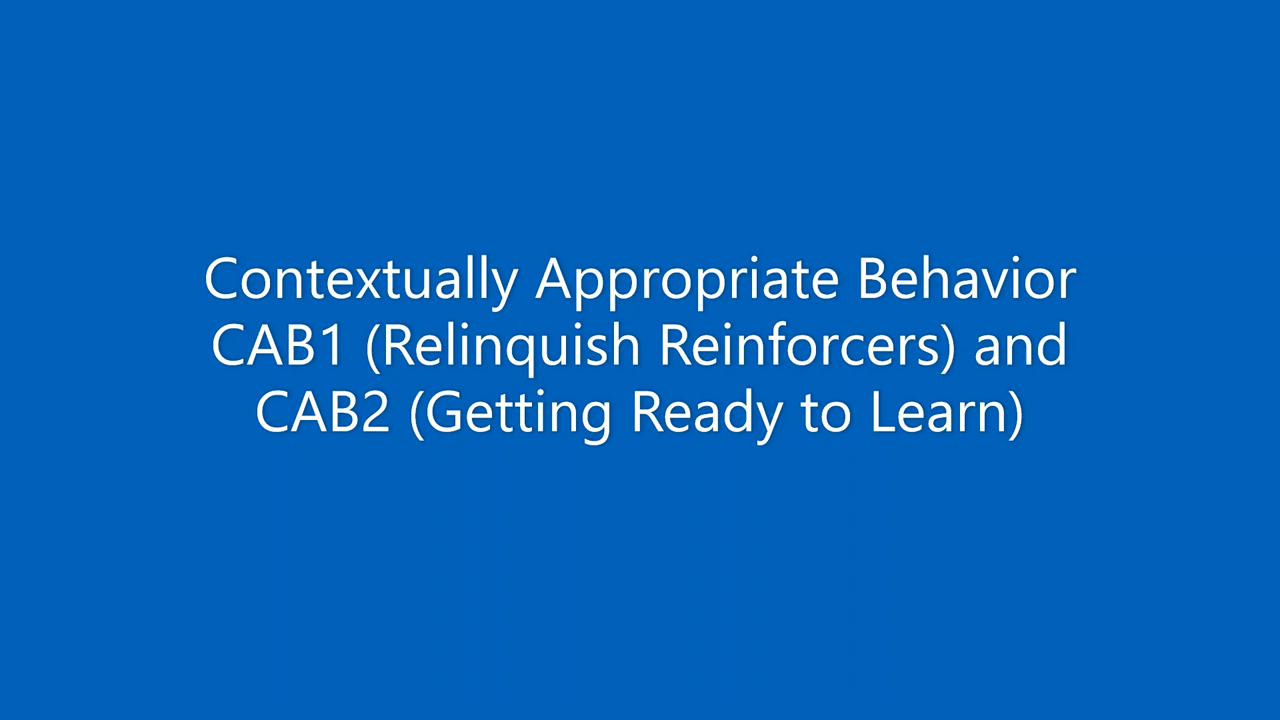 Contextually Appropriate Behavior
CAB1 (Relinquish Reinforcers) and
CAB2 (Getting Ready to Learn)